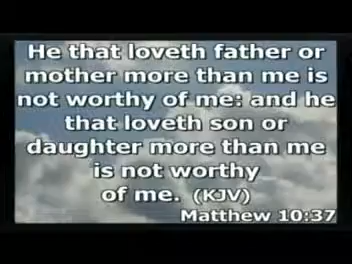 He that loveth father or
mother more than me is
not worthy of me: and he
that loveth son or
daughter more than me
is not worthy
of me. (KJV)
Matthew 10:37